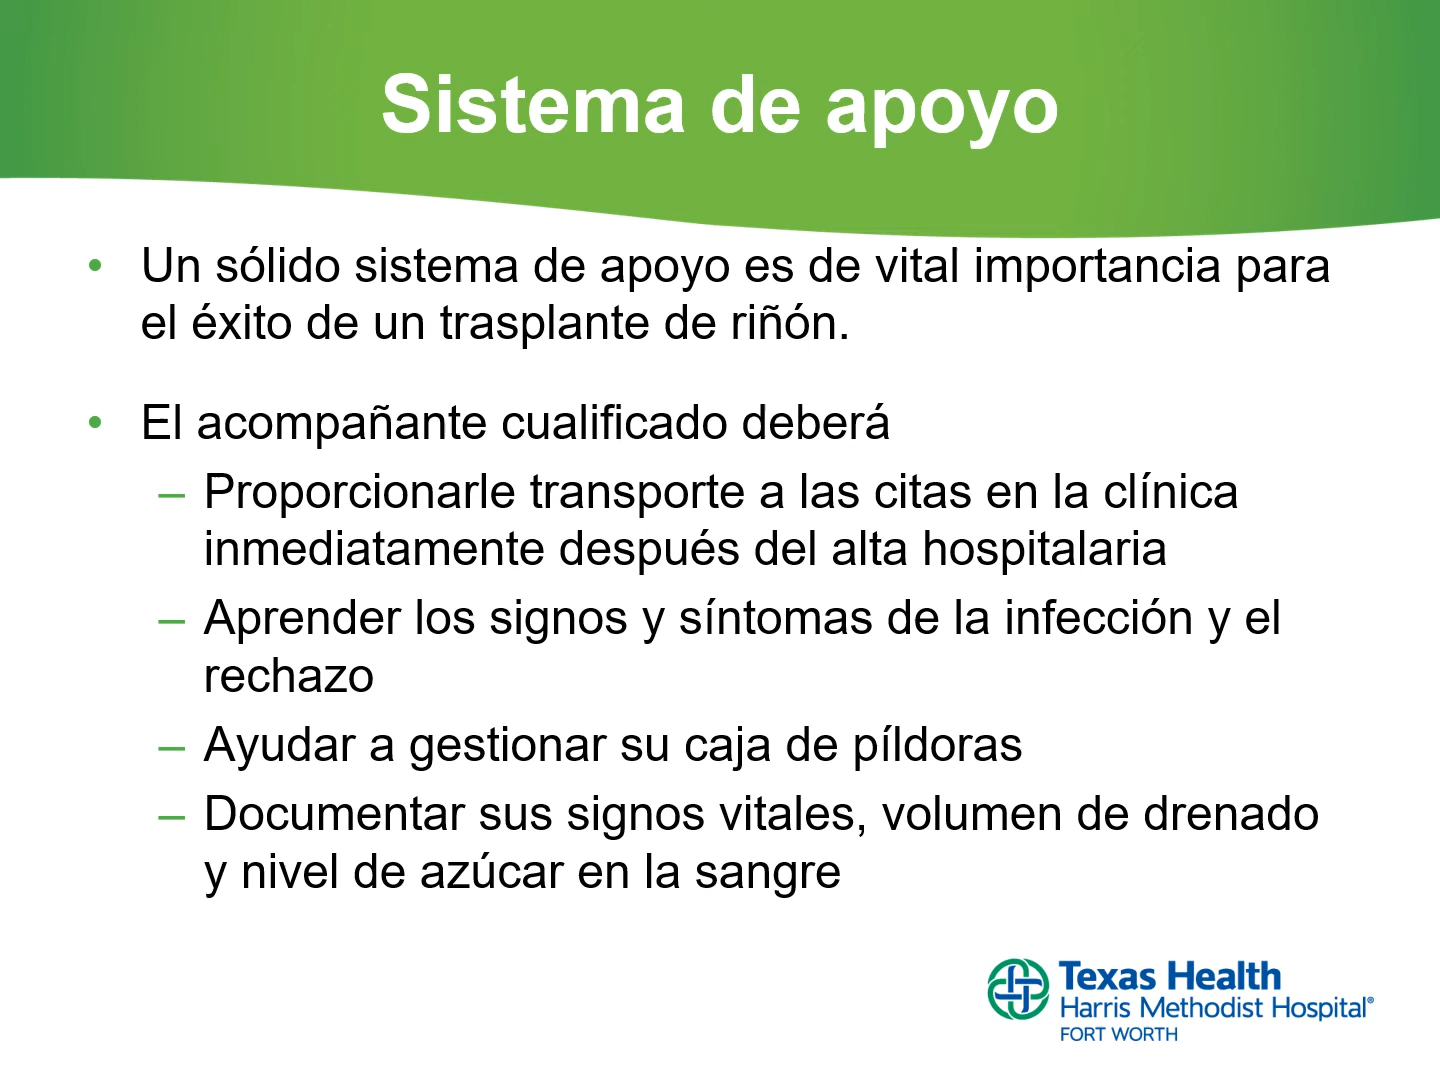 Sistema de apoyo
• Un sólido sistema de apoyo es de vital importancia para
el éxito de un trasplante de riñón.
• El acompañante cualificado deberá
– Proporcionarle transporte a las citas en la clínica
inmediatamente después del alta hospitalaria
– Aprender los signos y síntomas de la infección y el
rechazo
– Ayudar a gestionar su caja de píldoras
– Documentar sus signos vitales, volumen de drenado
y nivel de azúcar en la sangre
Texas Health
Harris Methodist Hospital®
FORT WORTH